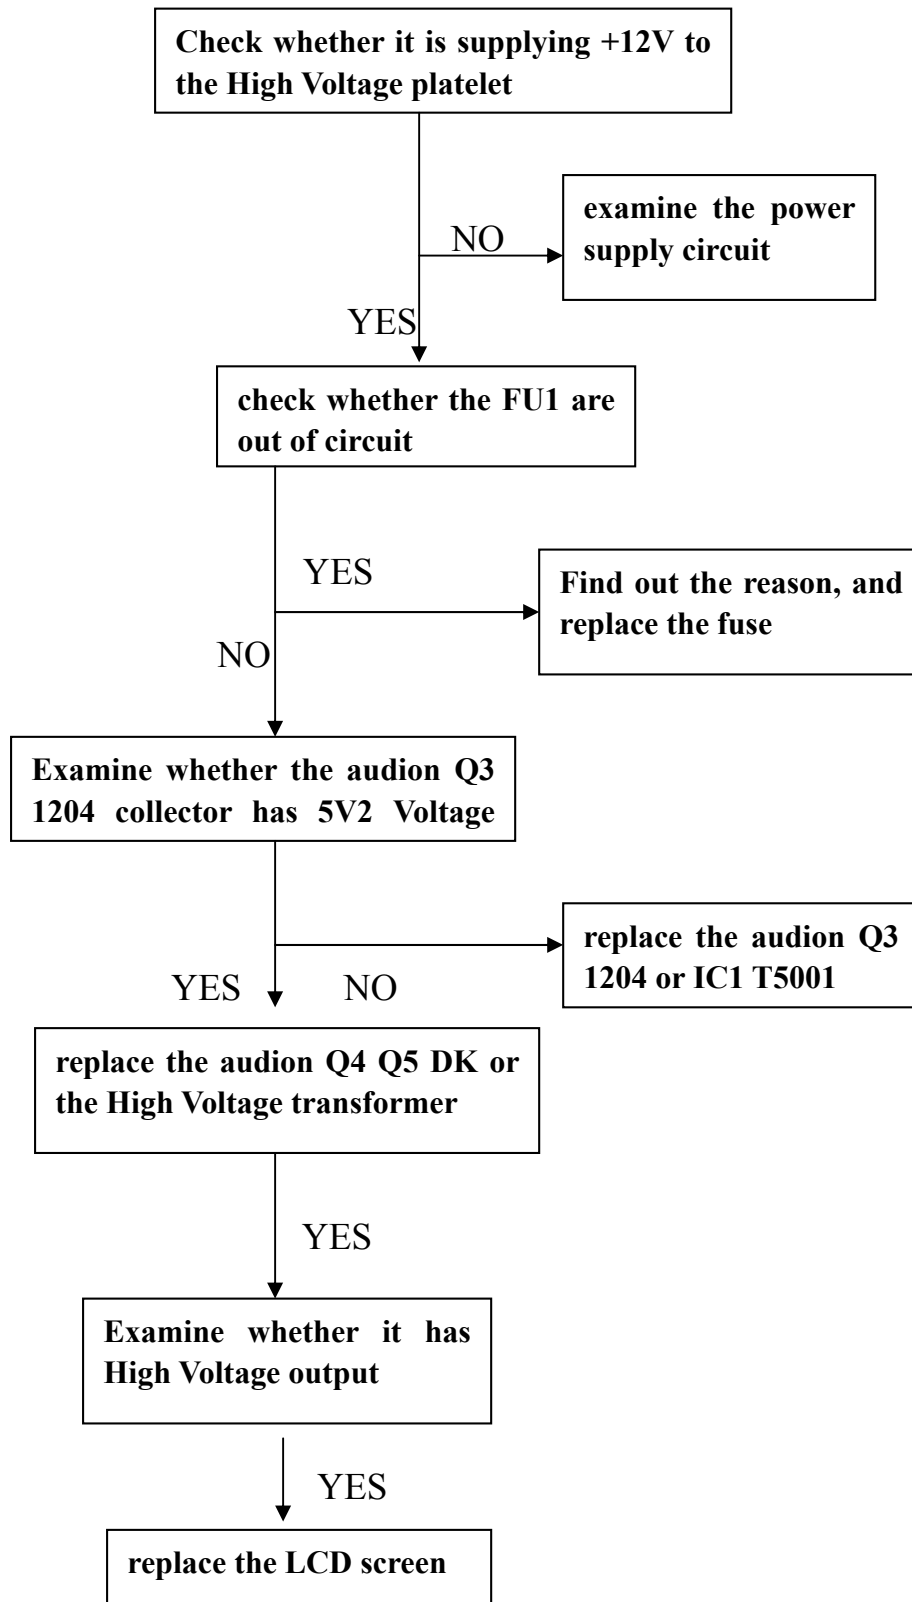 Check whether it is supplying +12V to
the High Voltage platelet
examine the power
supply circuit
NO
YES
check whether the FU1 are
out of circuit
YES
Find out the reason, and
replace the fuse
NO
Examine whether the audion Q3
1204 collector has 5V2 Voltage
replace the audion Q3
1204 or IC1 T5001
YES
NO
replace the audion Q4 Q5 DK or
the High Voltage transformer
YES
Examine whether it has
High Voltage output
YES
replace the LCD screen